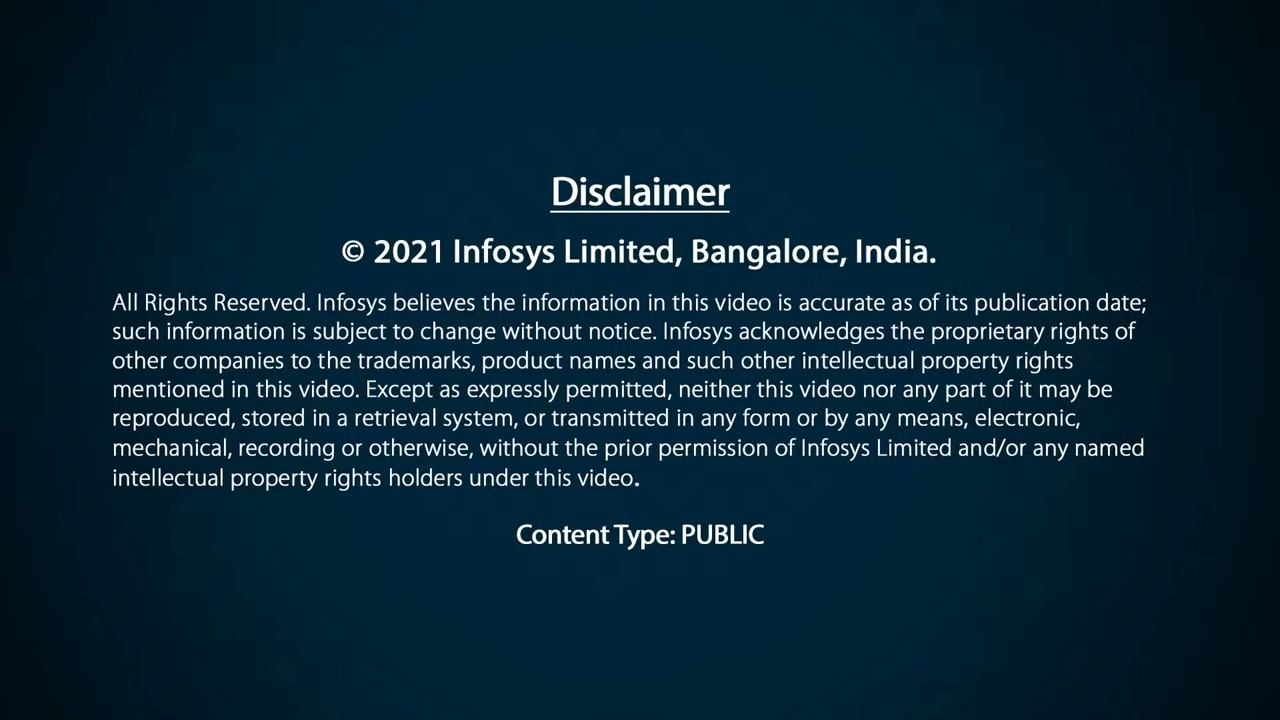 Disclaimer
© 2021 Infosys Limited, Bangalore, India.
All Rights Reserved. Infosys believes the information in this video is accurate as of its publication date;
such information is subject to change without notice. Infosys acknowledges the proprietary rights of
other companies to the trademarks, product names and such other intellectual property rights
mentioned in this video. Except as expressly permitted, neither this video nor any part of it may be
reproduced, stored in a retrieval system, or transmitted in any form or by any means, electronic,
mechanical, recording or otherwise, without the prior permission of Infosys Limited and/or any named
intellectual property rights holders under this video.
Content Type: PUBLIC